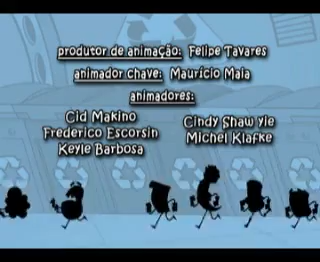 produtor de animação: Felipe Tavares
animador chave: Maurício Maia
animadores:
Cid Makino
Frederico Escorsin
Keyle Barbosa
Cindy Shaw Yie
Michel Klafke